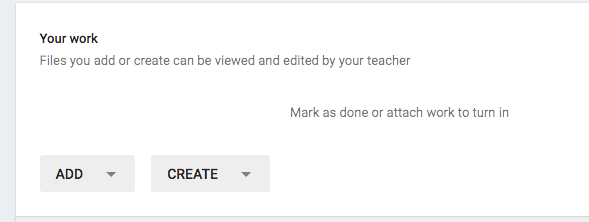 Your work
Files you add or create can be viewed and edited by your teacher
Mark as done or attach work to turn in
ADD CREATE